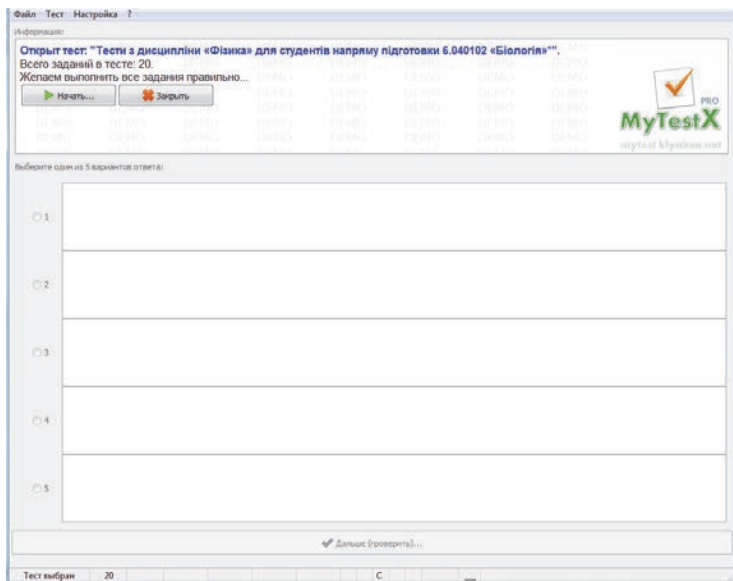 Файл Тест Настройка ?
Информация:
Открыт тест: "Тести з дисципліни «Фізика» для студентів напряму підготовки 6.040102 «Біологія»".
Всего заданий в тесте: 20.
Желаем выполнить все задания правильно...
Начать... Закрыть
PRO
MyTestX
mytest.klyaksa.net
Выберите один из 5 вариантов ответа:
1
2
3
4
5
Дальше (проверить)...
Тест выбран 20 С